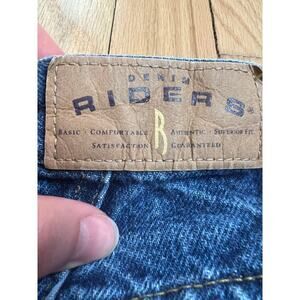 DENIM
RIDERS®
BASIC · COMFORTABLE B AUTHENTIC · SUPERIOR FIT
SATISFACTION GUARANTEED